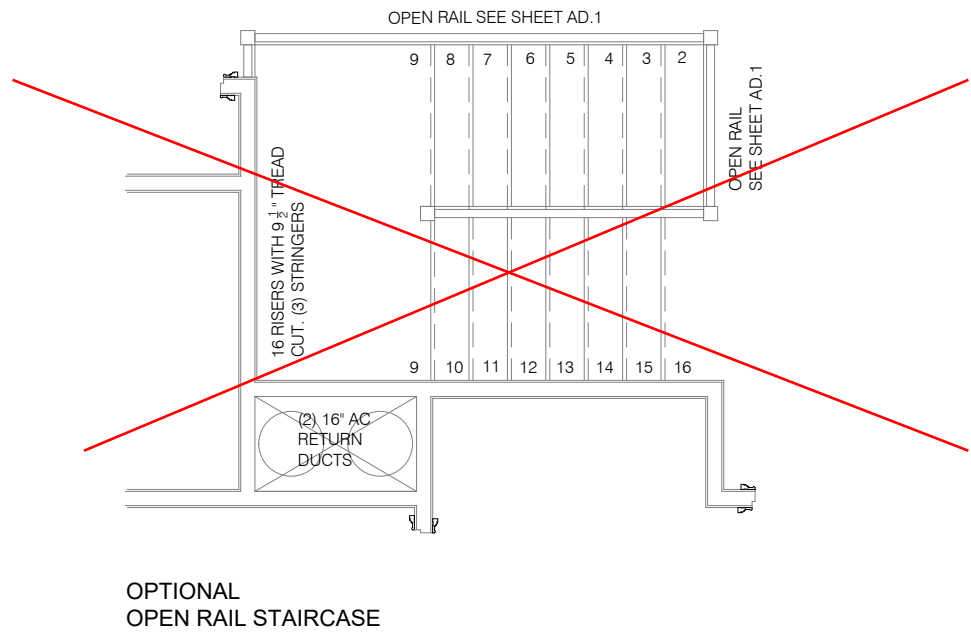 OPEN RAIL SEE SHEET AD.1
9 8 7 6 5 4 3 2
OPEN RAIL
SEE SHEET AD.1
16 RISERS WITH 9 1/2" TREAD
CUT. (3) STRINGERS
9 10 11 12 13 14 15 16
(2) 16" AC
RETURN
DUCTS
OPTIONAL
OPEN RAIL STAIRCASE